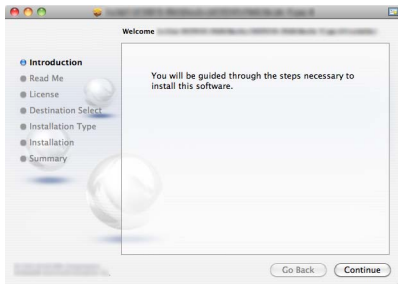 Welcome
Introduction
Read Me
License
Destination Select
Installation Type
Installation
Summary
You will be guided through the steps necessary to
install this software.
Go Back
Continue